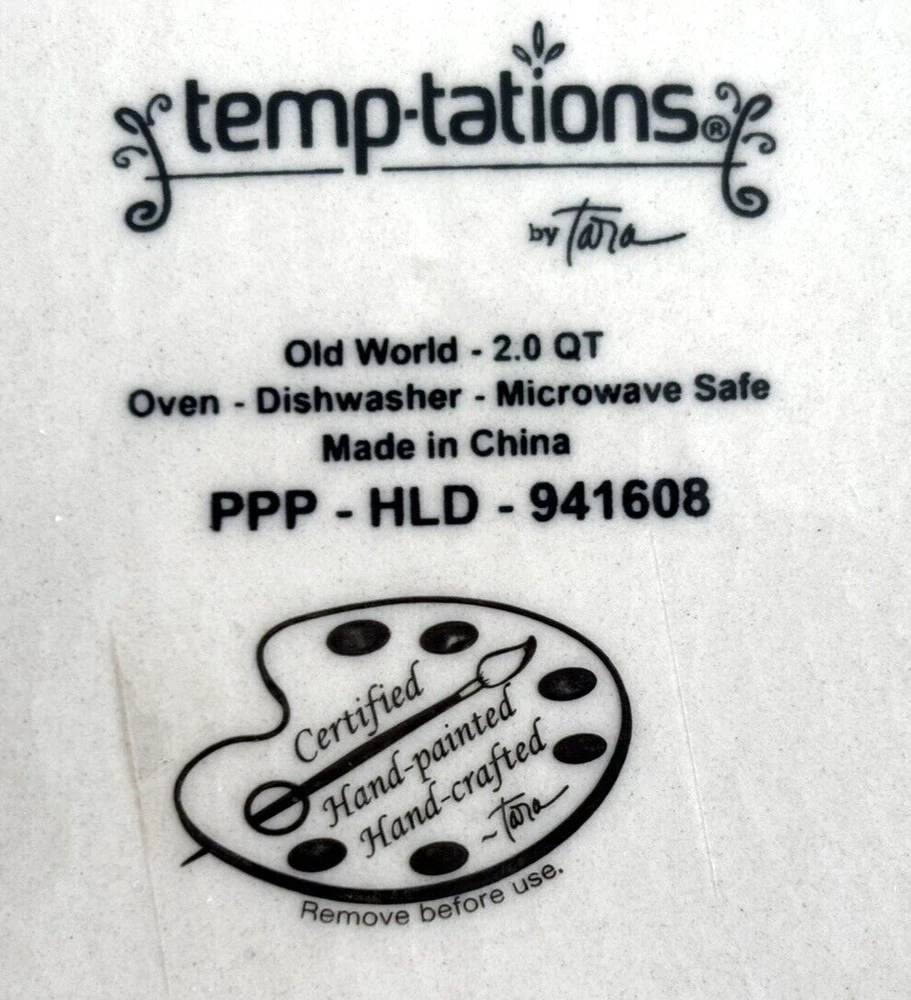 temp-tations®
by Tara
Old World - 2.0 QT
Oven - Dishwasher - Microwave Safe
Made in China
PPP - HLD - 941608
Certified
Hand-painted
Hand-crafted
~Tara
Remove before use.